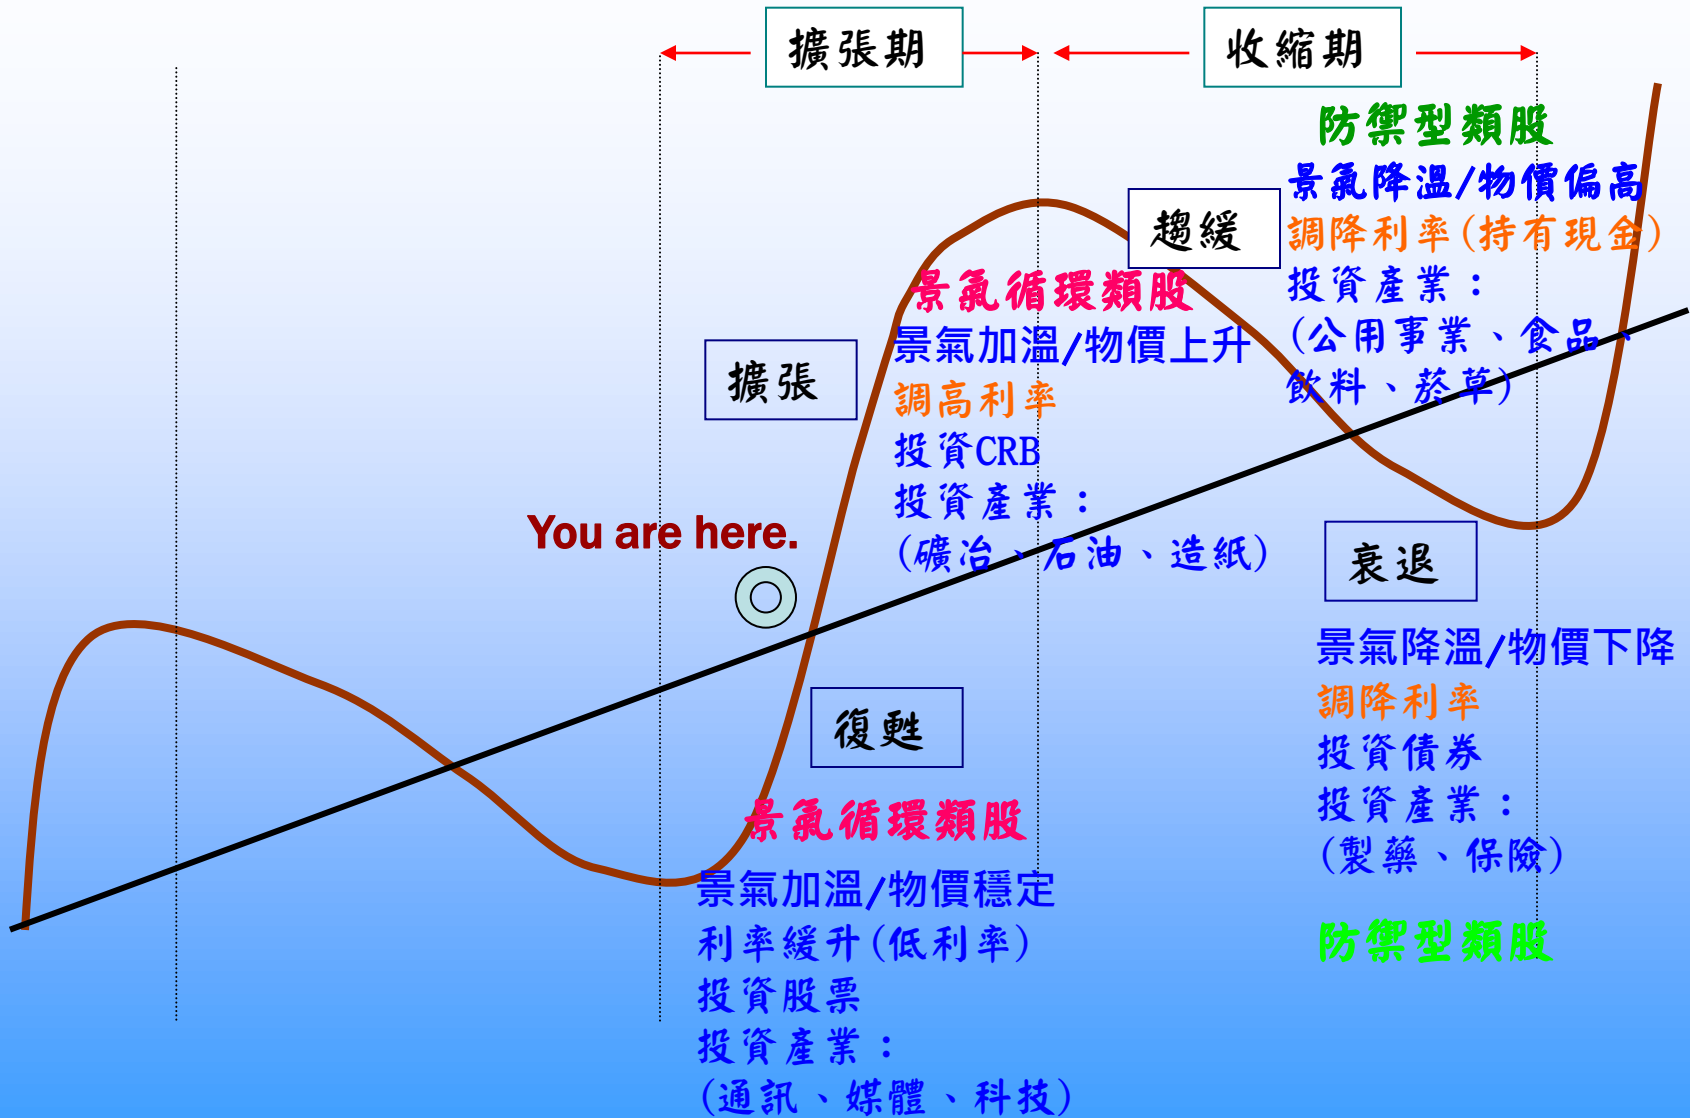 擴張期
收縮期
防禦型類股
景氣降溫/物價偏高
調降利率(持有現金)
投資產業：
(公用事業、食品、
飲料、菸草)
趨緩
景氣循環類股
景氣加溫/物價上升
調高利率
投資CRB
投資產業：
(礦冶、石油、造紙)
擴張
You are here.
衰退
景氣降溫/物價下降
調降利率
投資債券
投資產業：
(製藥、保險)
防禦型類股
復甦
景氣循環類股
景氣加溫/物價穩定
利率緩升(低利率)
投資股票
投資產業：
(通訊、媒體、科技)